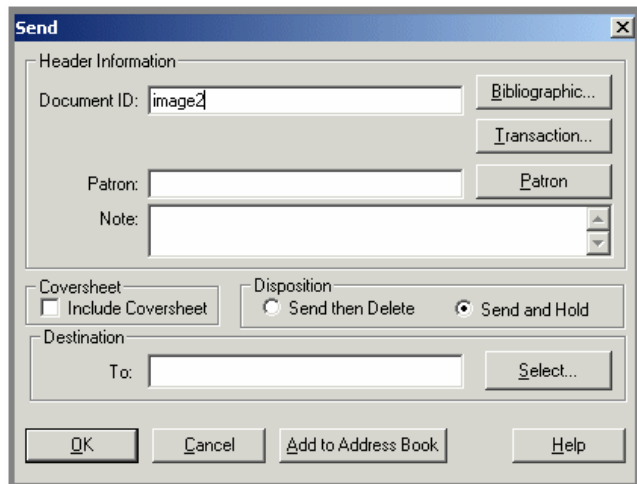 Send
Header Information
Document ID: image2 Bibliographic...
Transaction...
Patron: Patron
Note:
Coversheet
Include Coversheet
Disposition
Send then Delete Send and Hold
Destination
To: Select...
OK Cancel Add to Address Book Help